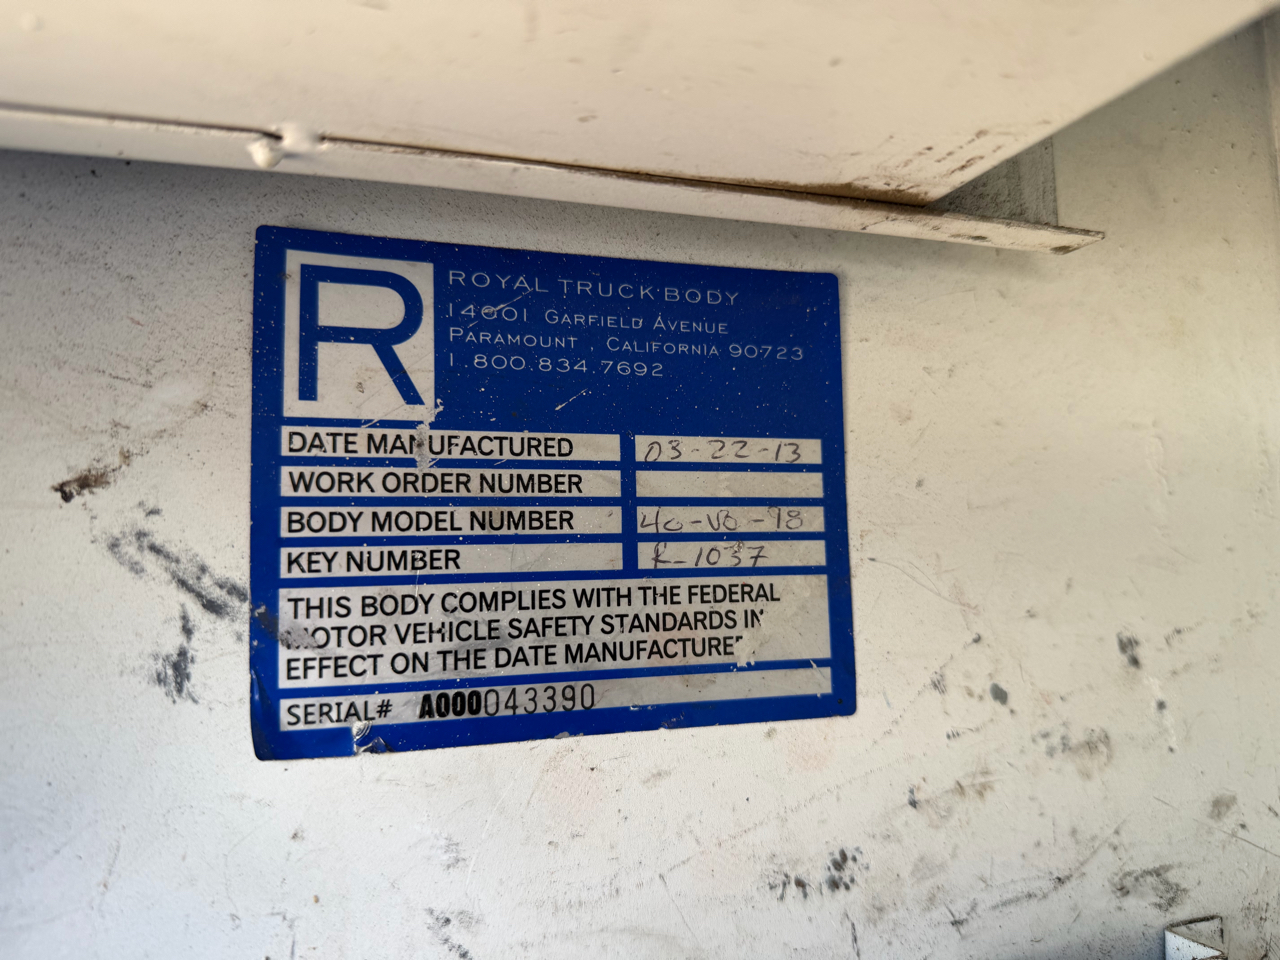 R
ROYAL TRUCK BODY
14001 GARFIELD AVENUE
PARAMOUNT, CALIFORNIA 90723
1.800.834.7692
DATE MANUFACTURED 03-22-13
WORK ORDER NUMBER
BODY MODEL NUMBER 40-VB-98
KEY NUMBER K-1037
THIS BODY COMPLIES WITH THE FEDERAL
MOTOR VEHICLE SAFETY STANDARDS IN
EFFECT ON THE DATE MANUFACTURE
SERIAL# A000043390